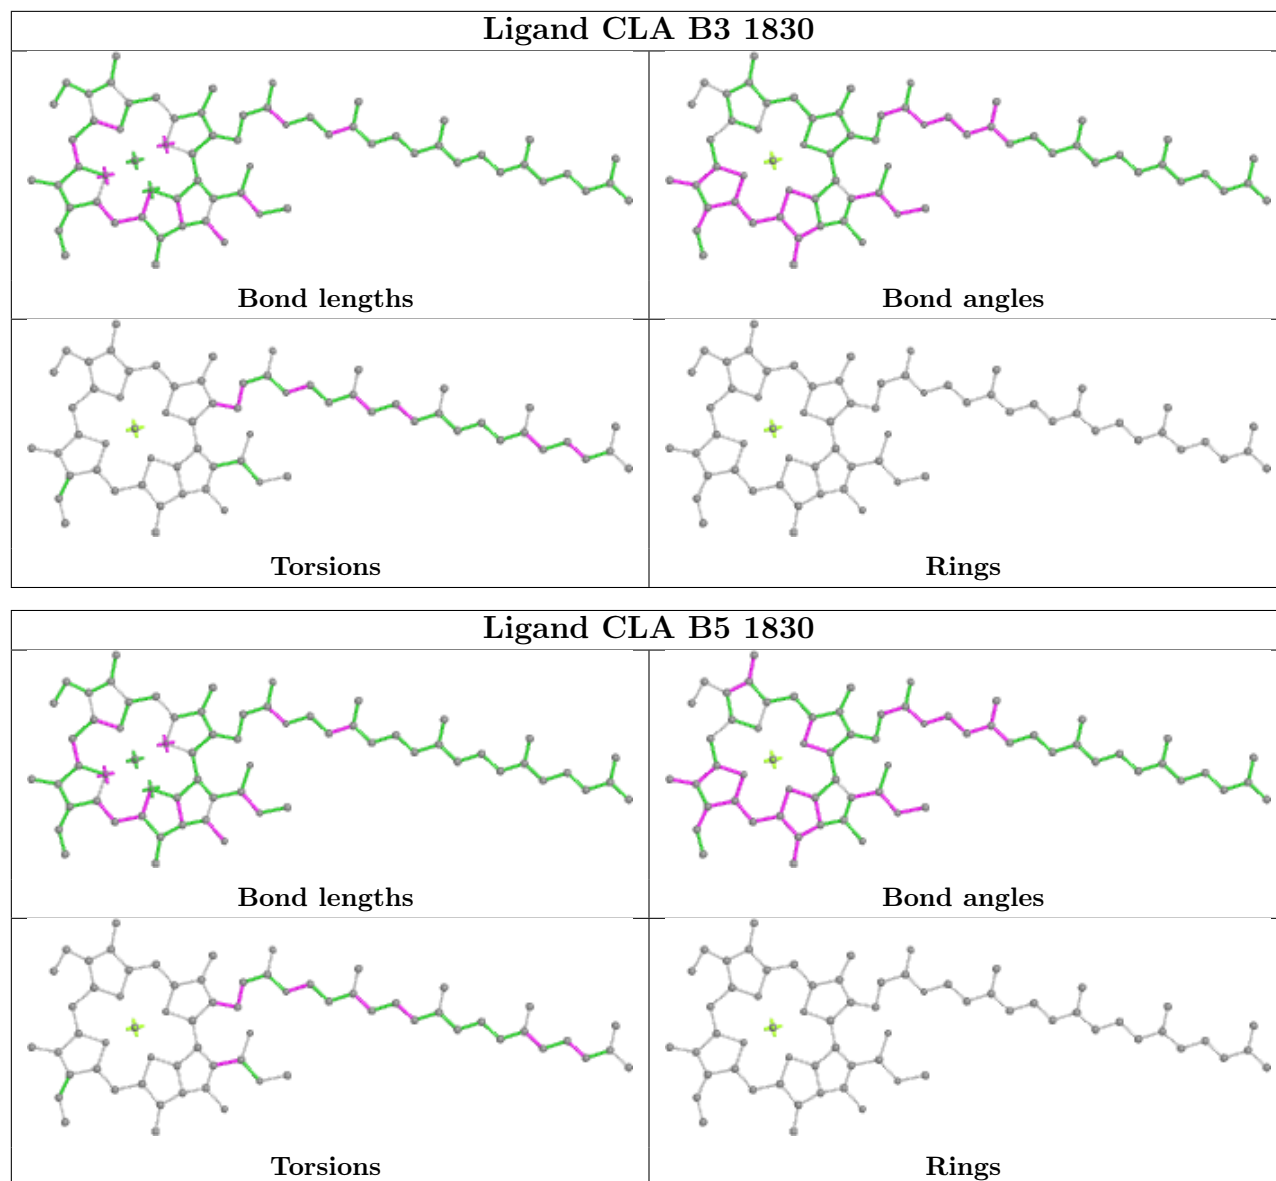 Ligand CLA B3 1830
Bond lengths
Bond angles
Torsions
Rings
Ligand CLA B5 1830
Bond lengths
Bond angles
Torsions
Rings